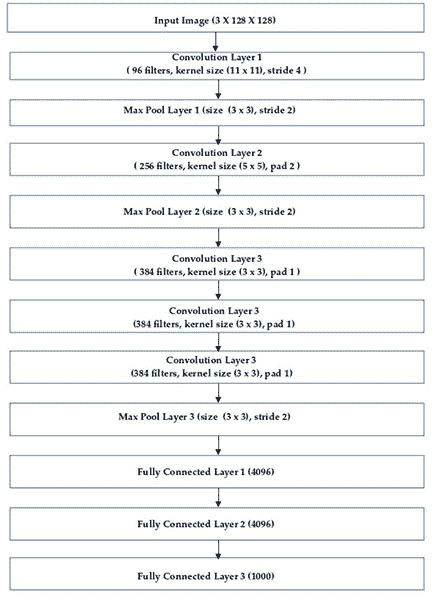 Input Image (3 X 128 X 128)
Convolution Layer 1
( 96 filters, kernel size (11 x 11), stride 4 )
Max Pool Layer 1 (size (3 x 3), stride 2)
Convolution Layer 2
( 256 filters, kernel size (5 x 5), pad 2 )
Max Pool Layer 2 (size (3 x 3), stride 2)
Convolution Layer 3
( 384 filters, kernel size (3 x 3), pad 1 )
Convolution Layer 3
(384 filters, kernel size (3 x 3), pad 1)
Convolution Layer 3
(384 filters, kernel size (3 x 3), pad 1)
Max Pool Layer 3 (size (3 x 3), stride 2)
Fully Connected Layer 1 (4096)
Fully Connected Layer 2 (4096)
Fully Connected Layer 3 (1000)